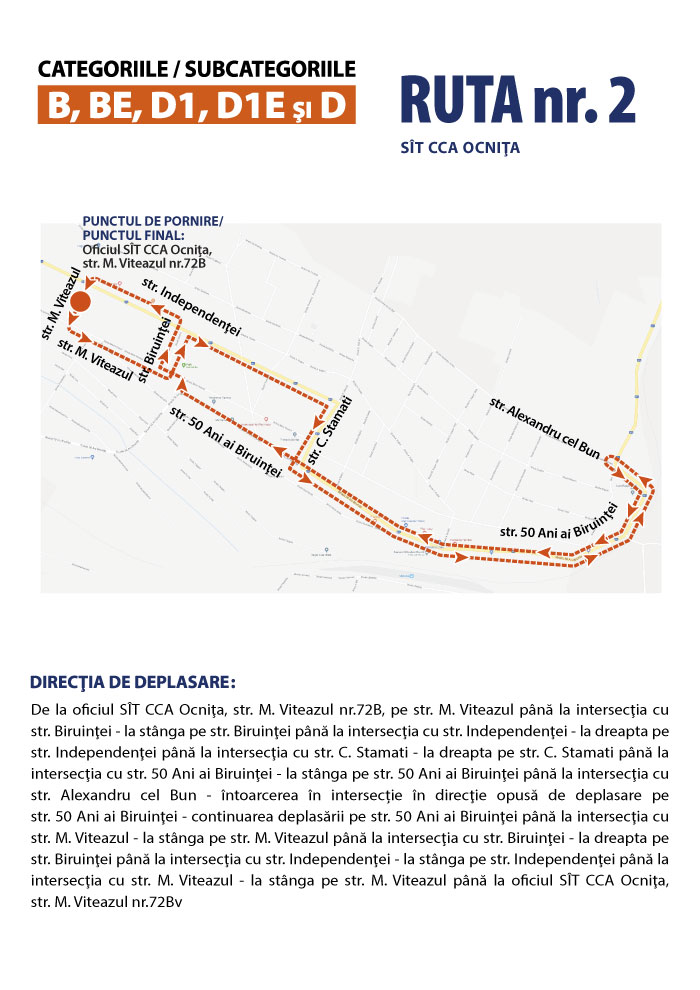 CATEGORIILE / SUBCATEGORIILE
B, BE, D1, D1E şi D
RUTA nr. 2
SÎT CCA OCNIŢA
PUNCTUL DE PORNIRE/
PUNCTUL FINAL:
Oficiul SÎT CCA Ocniţa,
str. M. Viteazul nr.72B
str. M. Viteazul
str. Independenţei
str. Biruinţei
str. M. Viteazul
str. C. Stamati
str. 50 Ani ai Biruinţei
str. Alexandru cel Bun
str. 50 Ani ai Biruinţei
DIRECŢIA DE DEPLASARE:
De la oficiul SÎT CCA Ocniţa, str. M. Viteazul nr.72B, pe str. M. Viteazul până la intersecţia cu
str. Biruinţei - la stânga pe str. Biruinţei până la intersecţia cu str. Independenţei - la dreapta pe
str. Independenţei până la intersecţia cu str. C. Stamati - la dreapta pe str. C. Stamati până la
intersecţia cu str. 50 Ani ai Biruinţei - la stânga pe str. 50 Ani ai Biruinţei până la intersecţia cu
str. Alexandru cel Bun - întoarcerea în intersecţie în direcţie opusă de deplasare pe
str. 50 Ani ai Biruinţei - continuarea deplasării pe str. 50 Ani ai Biruinţei până la intersecţia cu
str. M. Viteazul - la stânga pe str. M. Viteazul până la intersecţia cu str. Biruinţei - la dreapta pe
str. Biruinţei până la intersecţia cu str. Independenţei - la stânga pe str. Independenţei până la
intersecţia cu str. M. Viteazul - la stânga pe str. M. Viteazul până la oficiul SÎT CCA Ocniţa,
str. M. Viteazul nr.72Bv